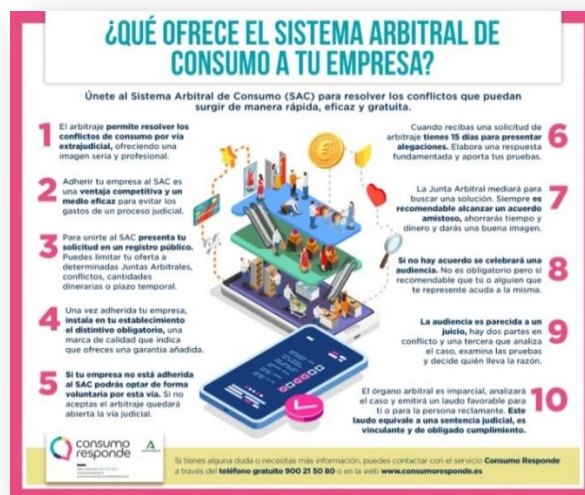 ¿QUÉ OFRECE EL SISTEMA ARBITRAL DE
CONSUMO A TU EMPRESA?
Únete al Sistema Arbitral de Consumo (SAC) para resolver los conflictos que puedan
surgir de manera rápida, eficaz y gratuita.
1
El arbitraje permite resolver los
conflictos de consumo por vía
extrajudicial, ofreciendo una
imagen seria y profesional.
2
Adherir tu empresa al SAC es
una ventaja competitiva y un
medio eficaz para evitar los
gastos de un proceso judicial.
3
Para unirte al SAC presenta tu
solicitud en un registro público.
Puedes limitar tu oferta a
determinadas Juntas Arbitrales,
conflictos, cantidades
dinerarias o plazo temporal.
4
Una vez adherida tu empresa,
instala en tu establecimiento
el distintivo obligatorio, una
marca de calidad que indica
que ofreces una garantía añadida.
5
Si tu empresa no está adherida
al SAC podrás optar de forma
voluntaria por esta vía. Si no
aceptas el arbitraje quedará
abierta la vía judicial.
6
Cuando recibas una solicitud de
arbitraje tienes 15 días para presentar
alegaciones. Elabora una respuesta
fundamentada y aporta tus pruebas.
7
La Junta Arbitral mediará para
buscar una solución. Siempre es
recomendable alcanzar un acuerdo
amistoso, ahorrarás tiempo y
dinero y darás una buena imagen.
8
Si no hay acuerdo se celebrará una
audiencia. No es obligatorio pero sí
recomendable que tú o alguien que
te represente acuda a la misma.
9
La audiencia es parecida a un
juicio, hay dos partes en
conflicto y una tercera que analiza
el caso, examina las pruebas
y decide quién lleva la razón.
10
El órgano arbitral es imparcial, analizará
el caso y emitirá un laudo favorable para
ti o para la persona reclamante. Este
laudo equivale a una sentencia judicial, es
vinculante y de obligado cumplimiento.
consumo
responde
Si tienes alguna duda o necesitas más información, puedes contactar con el servicio Consumo Responde
a través del teléfono gratuito 900 21 50 80 o en la web www.consumoresponde.es